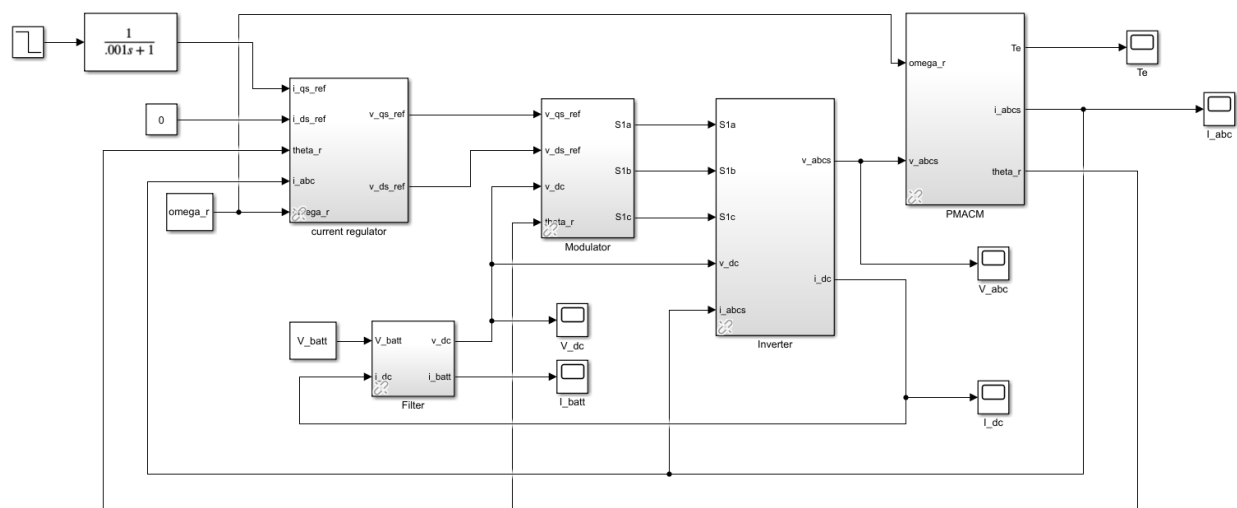 1
.001s + 1
i_qs_ref
i_ds_ref
theta_r
i_abc
omega_r
v_qs_ref
v_ds_ref
current regulator
0
omega_r
v_qs_ref
v_ds_ref
v_dc
theta_r
S1a
S1b
S1c
Modulator
S1a
S1b
S1c
v_dc
i_abcs
v_abcs
i_dc
Inverter
omega_r
v_abcs
Te
i_abcs
theta_r
PMACM
Te
I_abc
V_abc
V_batt
V_batt
i_dc
v_dc
i_batt
Filter
V_dc
I_batt
I_dc